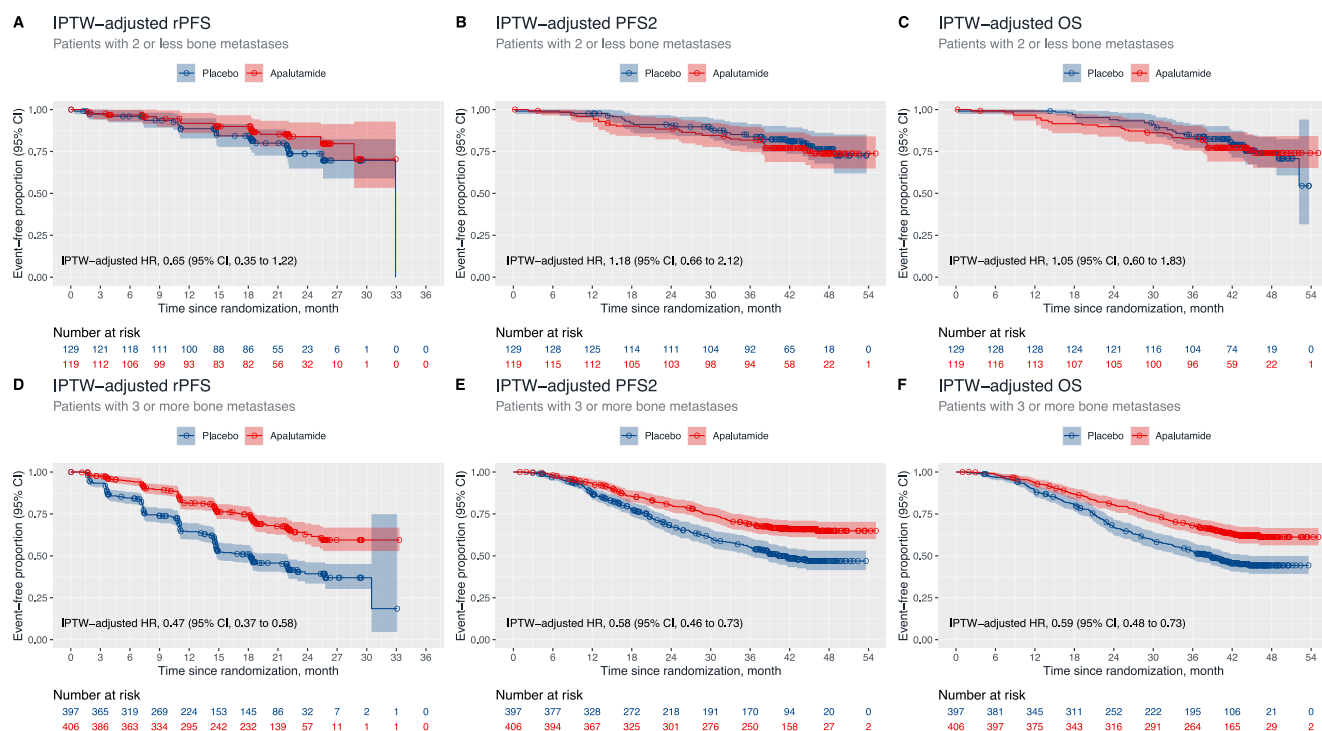 A IPTW–adjusted rPFS
Patients with 2 or less bone metastases
Placebo Apalutamide
Event–free proportion (95% CI)
1.00
0.75
0.50
0.25
0.00
IPTW–adjusted HR, 0.65 (95% CI, 0.35 to 1.22)
0 3 6 9 12 15 18 21 24 27 30 33 36
Time since randomization, month
Number at risk
129 121 118 111 100 88 86 55 23 6 1 0 0
119 112 106 99 93 83 82 56 32 10 1 0 0
B IPTW–adjusted PFS2
Patients with 2 or less bone metastases
Placebo Apalutamide
Event–free proportion (95% CI)
1.00
0.75
0.50
0.25
0.00
IPTW–adjusted HR, 1.18 (95% CI, 0.66 to 2.12)
0 6 12 18 24 30 36 42 48 54
Time since randomization, month
Number at risk
129 128 125 114 111 104 92 65 18 0
119 115 112 105 103 98 94 58 22 1
C IPTW–adjusted OS
Patients with 2 or less bone metastases
Placebo Apalutamide
Event–free proportion (95% CI)
1.00
0.75
0.50
0.25
0.00
IPTW–adjusted HR, 1.05 (95% CI, 0.60 to 1.83)
0 6 12 18 24 30 36 42 48 54
Time since randomization, month
Number at risk
129 128 128 124 121 116 104 74 19 0
119 116 113 107 105 100 96 59 22 1
D IPTW–adjusted rPFS
Patients with 3 or more bone metastases
Placebo Apalutamide
Event–free proportion (95% CI)
1.00
0.75
0.50
0.25
0.00
IPTW–adjusted HR, 0.47 (95% CI, 0.37 to 0.58)
0 3 6 9 12 15 18 21 24 27 30 33 36
Time since randomization, month
Number at risk
397 365 319 269 224 153 145 86 32 7 2 1 0
406 386 363 334 295 242 232 139 57 11 1 1 0
E IPTW–adjusted PFS2
Patients with 3 or more bone metastases
Placebo Apalutamide
Event–free proportion (95% CI)
1.00
0.75
0.50
0.25
0.00
IPTW–adjusted HR, 0.58 (95% CI, 0.46 to 0.73)
0 6 12 18 24 30 36 42 48 54
Time since randomization, month
Number at risk
397 377 328 272 218 191 170 94 20 0
406 394 367 325 301 276 250 158 27 2
F IPTW–adjusted OS
Patients with 3 or more bone metastases
Placebo Apalutamide
Event–free proportion (95% CI)
1.00
0.75
0.50
0.25
0.00
IPTW–adjusted HR, 0.59 (95% CI, 0.48 to 0.73)
0 6 12 18 24 30 36 42 48 54
Time since randomization, month
Number at risk
397 381 345 311 252 222 195 106 21 0
406 397 375 343 316 291 264 165 29 2